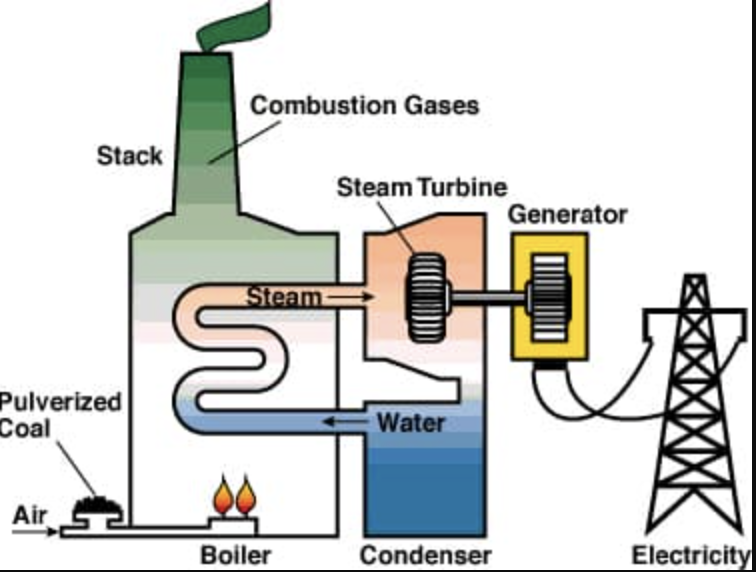 Combustion Gases
Stack
Steam Turbine
Generator
Steam
Pulverized
Coal
Water
Air
Boiler
Condenser
Electricity